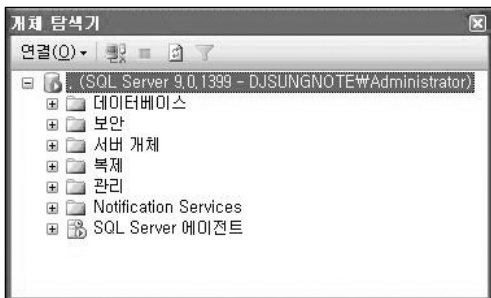 개체 탐색기
연결(O)
. (SQL Server 9.0.1399 - DJSUNGNOTE₩Administrator)
데이터베이스
보안
서버 개체
복제
관리
Notification Services
SQL Server 에이전트